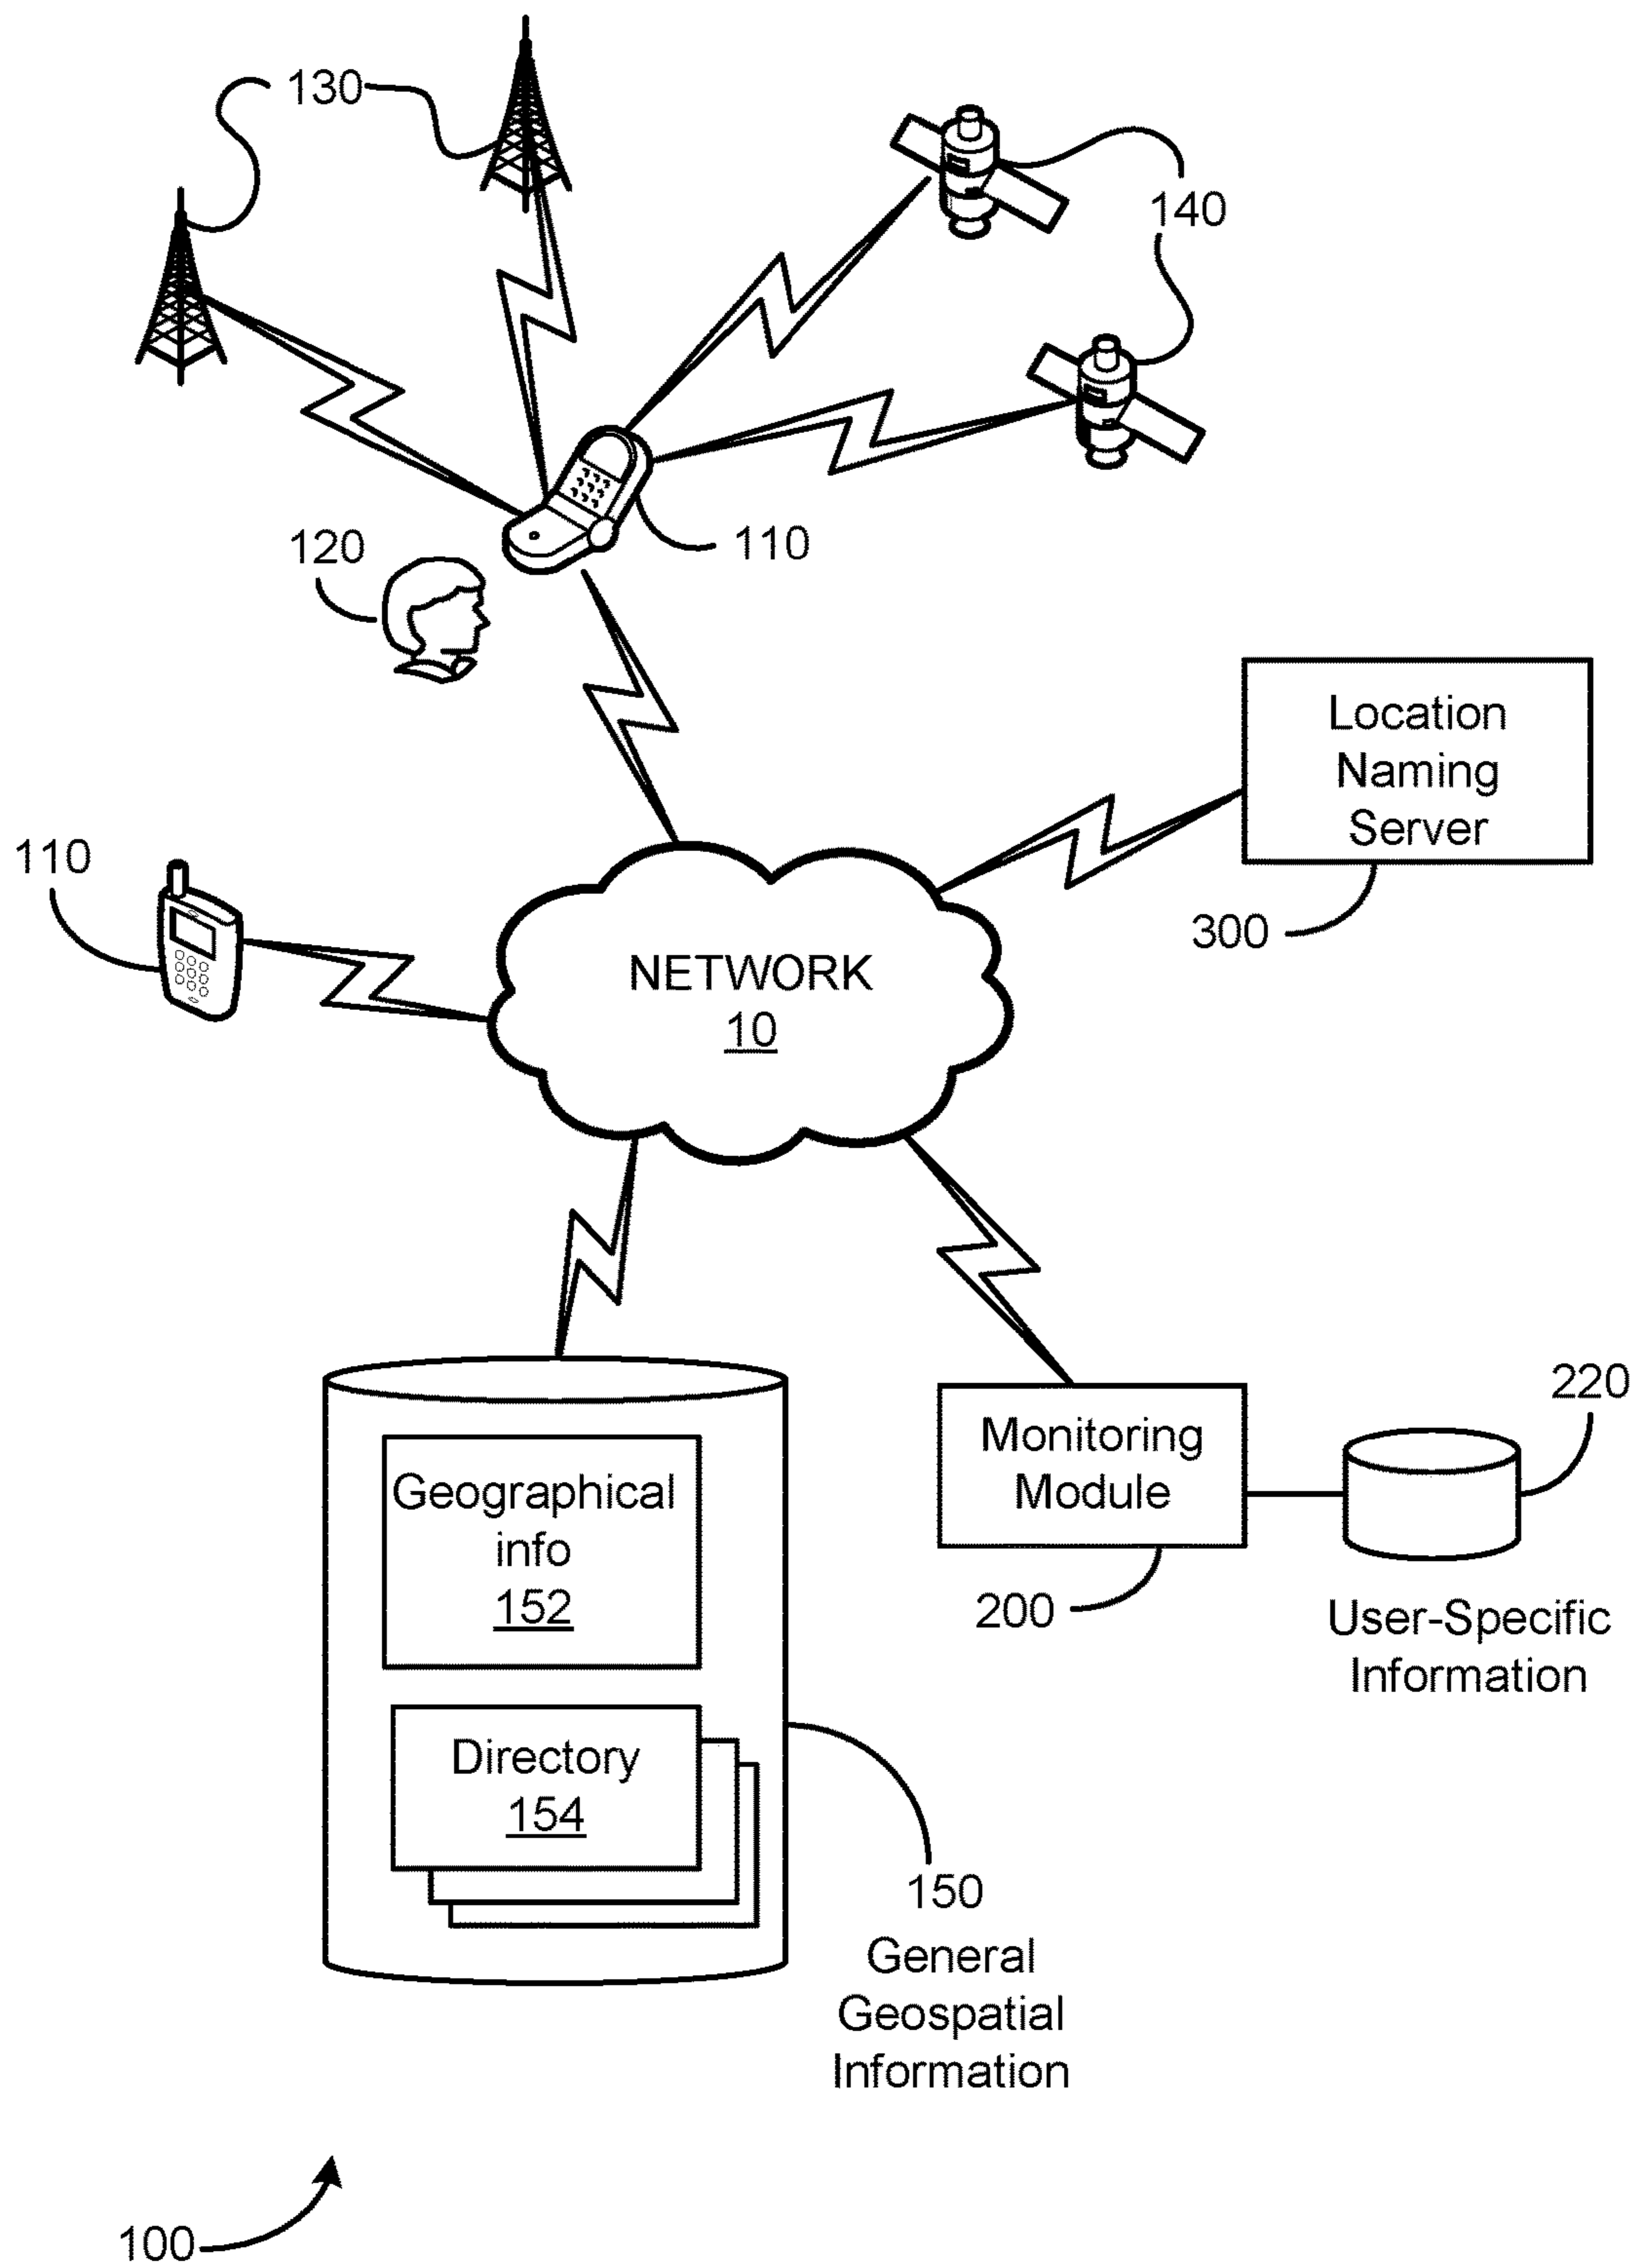 130
140
120
110
Location
Naming
Server
110
300
NETWORK
10
220
Monitoring
Module
Geographical
info
152
200
User-Specific
Information
Directory
154
150
General
Geospatial
Information
100